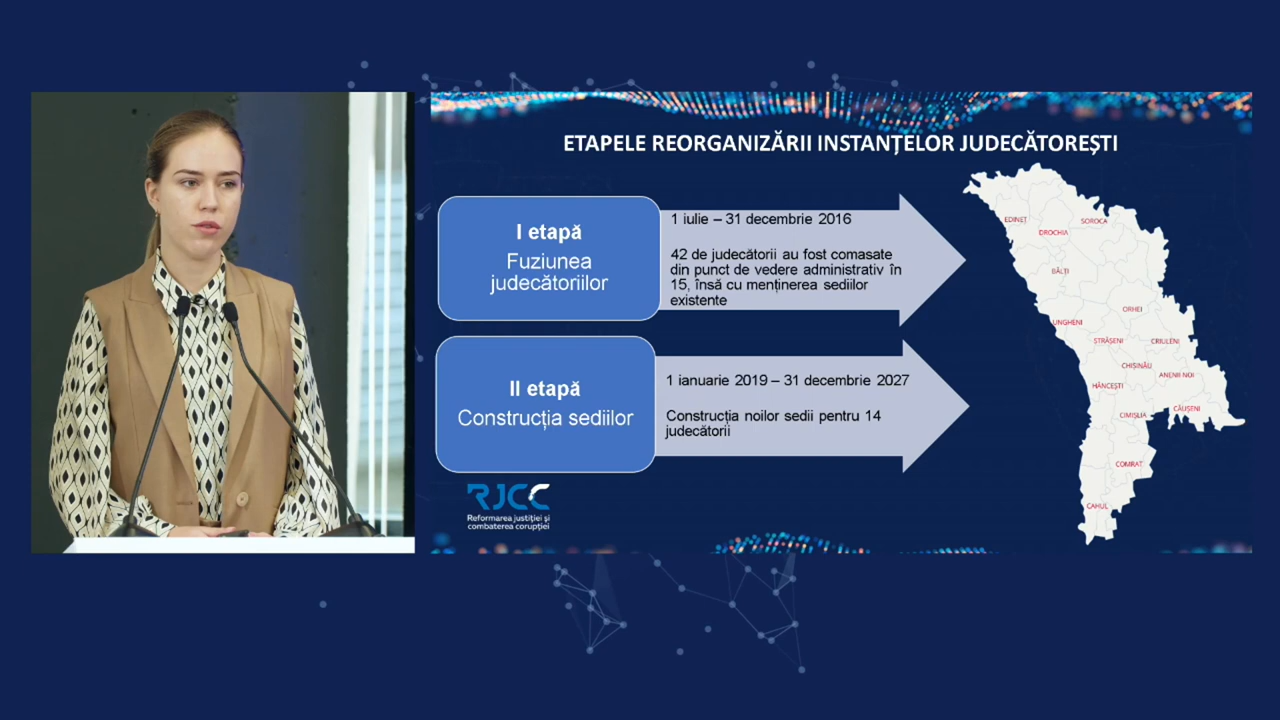 ETAPELE REORGANIZĂRII INSTANȚELOR JUDECĂTOREȘTI
I etapă
Fuziunea
judecătoriilor
1 iulie – 31 decembrie 2016
42 de judecătorii au fost comasate
din punct de vedere administrativ în
15, însă cu menținerea sediilor
existente
II etapă
Construcția sediilor
1 ianuarie 2019 – 31 decembrie 2027
Construcția noilor sedii pentru 14
judecătorii
RJCC
Reformarea justiției și
combaterea corupției
EDINEȚ
SOROCA
DROCHIA
BĂLȚI
ORHEI
UNGHENI
STRĂȘENI
CRIULENI
CHIȘINĂU
ANENII NOI
HÂNCEȘTI
CĂUȘENI
CIMIȘLIA
COMRAT
CAHUL